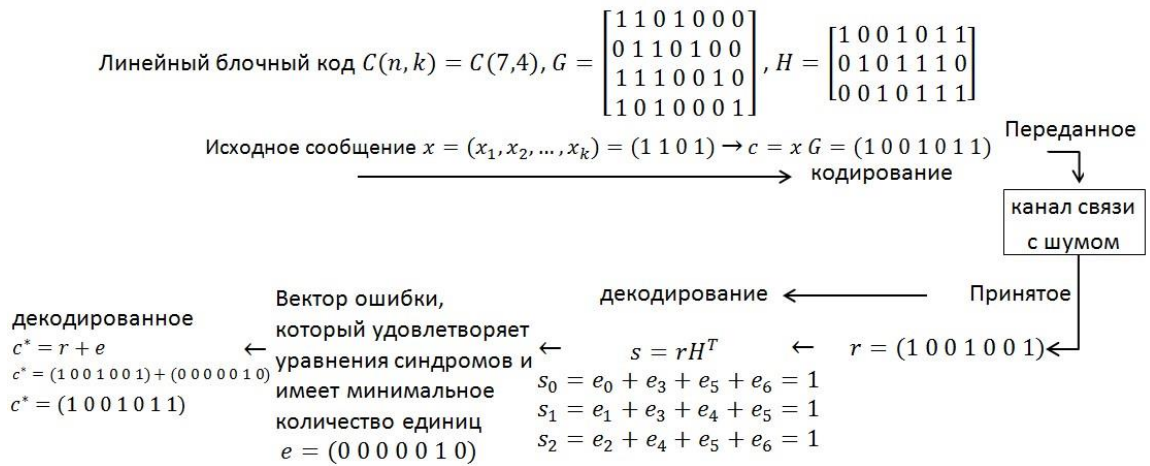 Линейный блочный код C(n, k) = C(7,4), G = [1 1 0 1 0 0 0
0 1 1 0 1 0 0
1 1 1 0 0 1 0
1 0 1 0 0 0 1] , H = [1 0 0 1 0 1 1
0 1 0 1 1 1 0
0 0 1 0 1 1 1]
Исходное сообщение x = (x₁, x₂, ..., xₖ) = (1 1 0 1) → c = x G = (1 0 0 1 0 1 1)
Переданное
кодирование
канал связи
с шумом
Принятое
r = (1 0 0 1 0 0 1)
←
декодирование
s = rHᵀ
s₀ = e₀ + e₃ + e₅ + e₆ = 1
s₁ = e₁ + e₃ + e₄ + e₅ = 1
s₂ = e₂ + e₄ + e₅ + e₆ = 1
←
Вектор ошибки,
который удовлетворяет
уравнения синдромов и
имеет минимальное
количество единиц
e = (0 0 0 0 0 1 0)
←
декодированное
c* = r + e
c* = (1 0 0 1 0 0 1) + (0 0 0 0 0 1 0)
c* = (1 0 0 1 0 1 1)